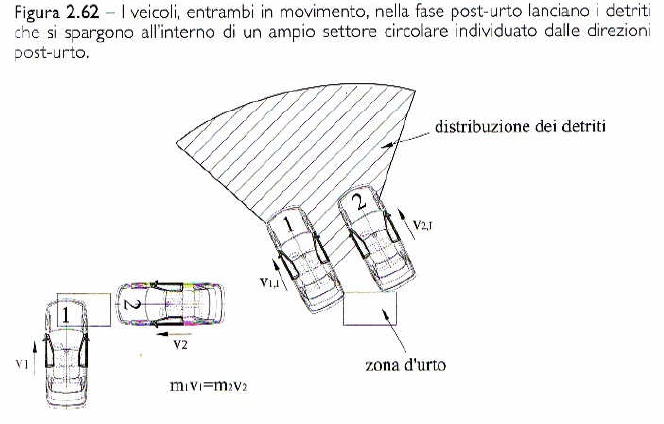 Figura 2.62 – I veicoli, entrambi in movimento, nella fase post-urto lanciano i detriti
che si spargono all'interno di un ampio settore circolare individuato dalle direzioni
post-urto.
distribuzione dei detriti
1
2
V2,I
V1,I
1
2
V2
V1
zona d'urto
m1V1=m2V2